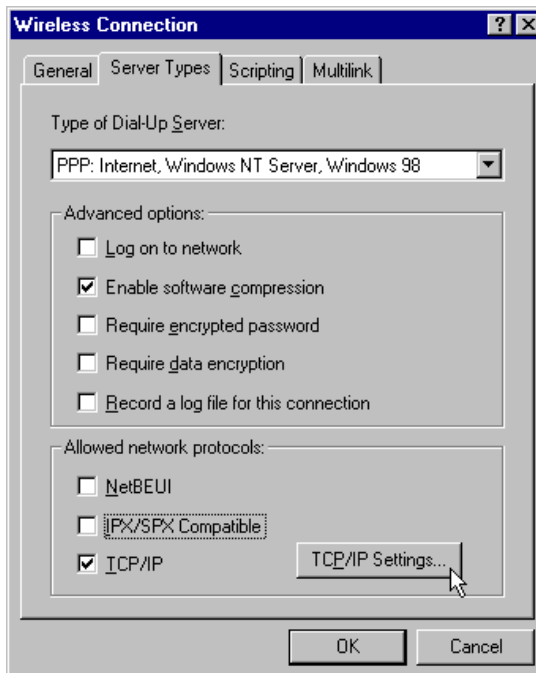 Wireless Connection
General Server Types Scripting Multilink
Type of Dial-Up Server:
PPP: Internet, Windows NT Server, Windows 98
Advanced options:
Log on to network
Enable software compression
Require encrypted password
Require data encryption
Record a log file for this connection
Allowed network protocols:
NetBEUI
IPX/SPX Compatible
TCP/IP TCP/IP Settings...
OK Cancel